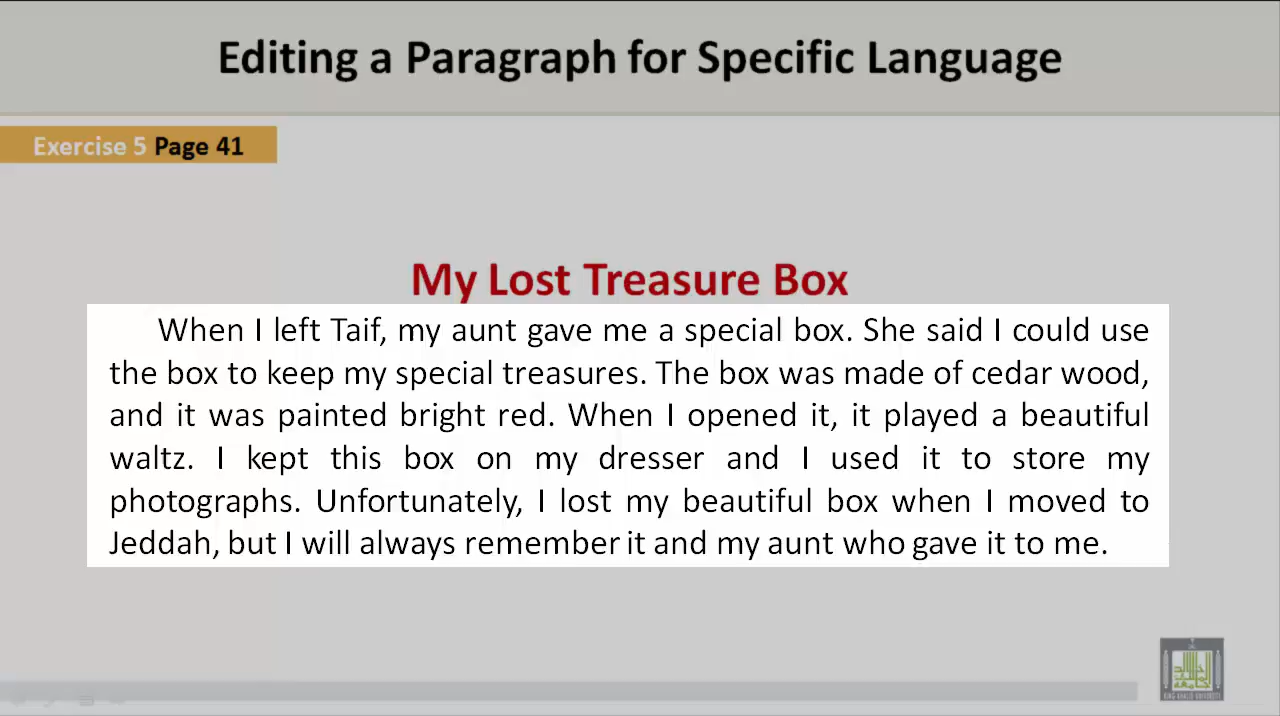 Editing a Paragraph for Specific Language
Exercise 5 Page 41
My Lost Treasure Box
When I left Taif, my aunt gave me a special box. She said I could use
the box to keep my special treasures. The box was made of cedar wood,
and it was painted bright red. When I opened it, it played a beautiful
waltz. I kept this box on my dresser and I used it to store my
photographs. Unfortunately, I lost my beautiful box when I moved to
Jeddah, but I will always remember it and my aunt who gave it to me.
KING KHALID UNIVERSITY